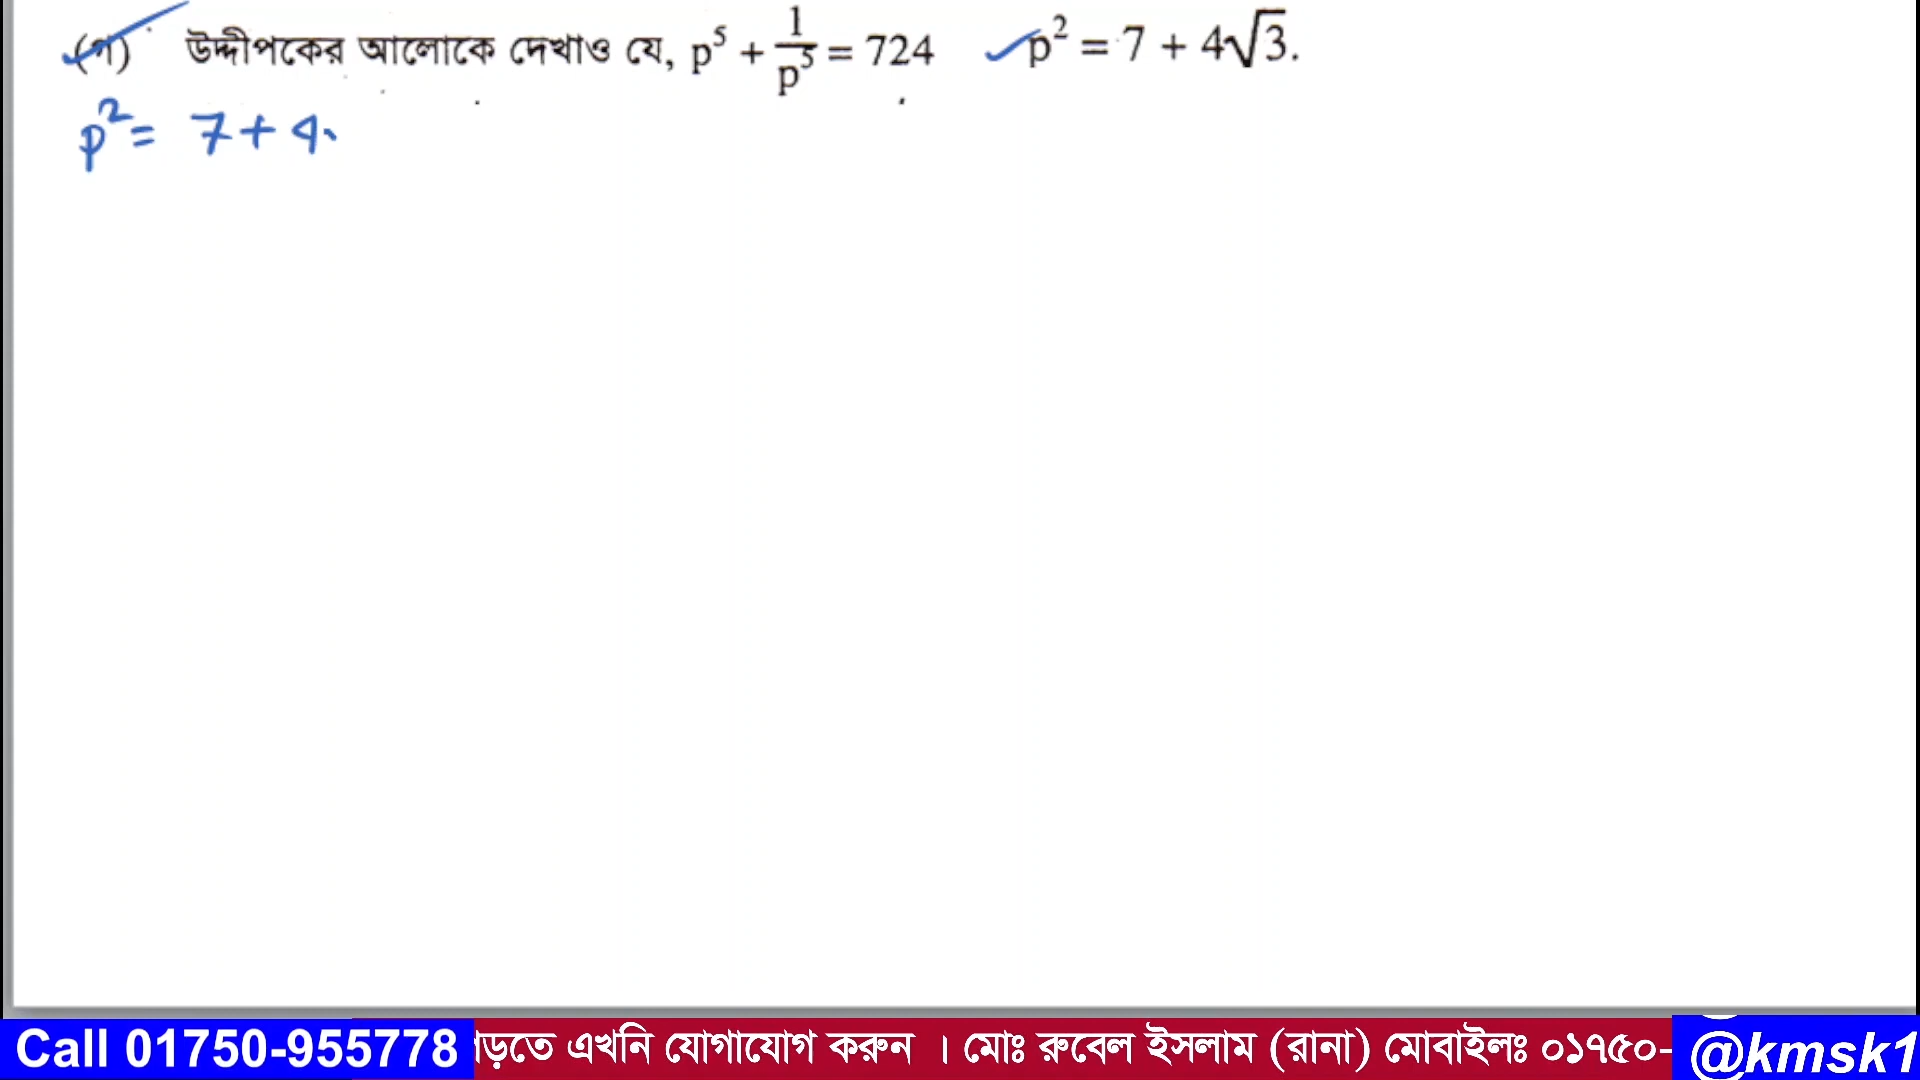 (গ) উদ্দীপকের আলোকে দেখাও যে, p⁵ + 1/p⁵ = 724 p² = 7 + 4√3.
p² = 7 + 4
Call 01750-955778 ড়তে এখনি যোগাযোগ করুন । মোঃ রুবেল ইসলাম (রানা) মোবাইলঃ ০১৭৫০- @kmsk1